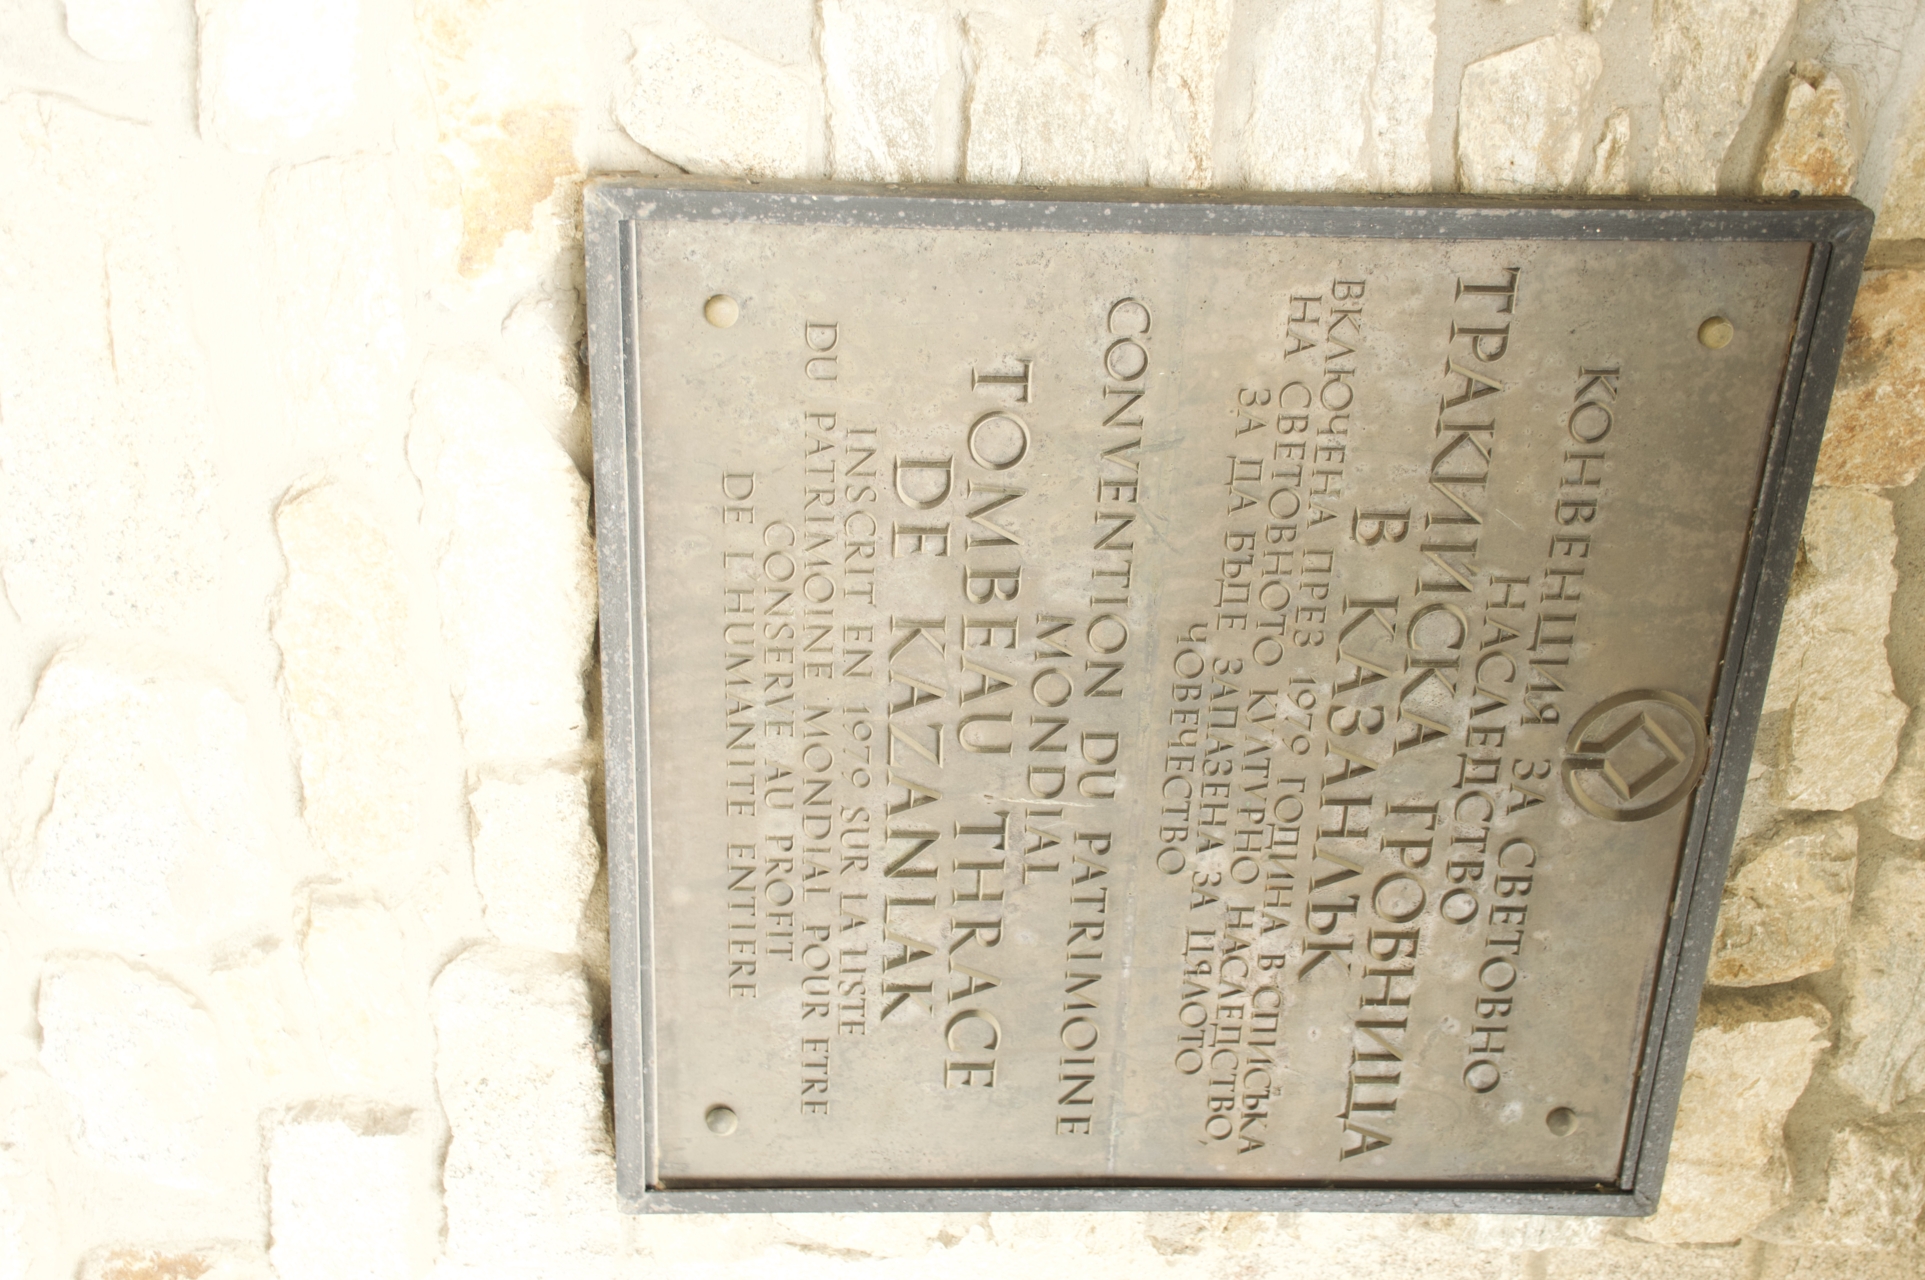 КОНВЕНЦИЯ ЗА СВЕТОВНО
НАСЛЕДСТВО
ТРАКИЙСКА ГРОБНИЦА
В КАЗАНЛЪК
ВКЛЮЧЕНА ПРЕЗ 1979 ГОДИНА В СПИСЪКА
НА СВЕТОВНОТО КУЛТУРНО НАСЛЕДСТВО,
ЗА ДА БЪДЕ ЗАПАЗЕНА ЗА ЦЯЛОТО
ЧОВЕЧЕСТВО
CONVENTION DU PATRIMOINE
MONDIAL
TOMBEAU THRACE
DE KAZANLAK
INSCRIT EN 1979 SUR LA LISTE
DU PATRIMOINE MONDIAL POUR ETRE
CONSERVE AU PROFIT
DE L'HUMANITE ENTIERE